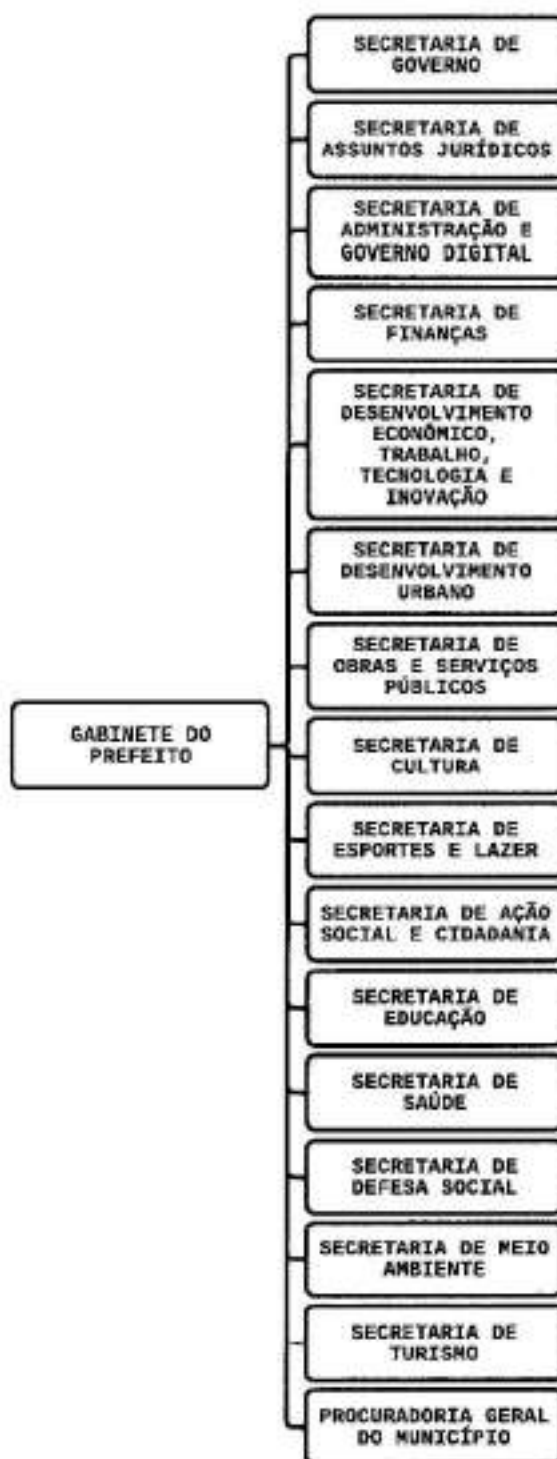 SECRETARIA DE
GOVERNO
SECRETARIA DE
ASSUNTOS JURÍDICOS
SECRETARIA DE
ADMINISTRAÇÃO E
GOVERNO DIGITAL
SECRETARIA DE
FINANÇAS
SECRETARIA DE
DESENVOLVIMENTO
ECONÔMICO,
TRABALHO,
TECNOLOGIA E
INOVAÇÃO
SECRETARIA DE
DESENVOLVIMENTO
URBANO
SECRETARIA DE
OBRAS E SERVIÇOS
PÚBLICOS
GABINETE DO
PREFEITO
SECRETARIA DE
CULTURA
SECRETARIA DE
ESPORTES E LAZER
SECRETARIA DE AÇÃO
SOCIAL E CIDADANIA
SECRETARIA DE
EDUCAÇÃO
SECRETARIA DE
SAÚDE
SECRETARIA DE
DEFESA SOCIAL
SECRETARIA DE MEIO
AMBIENTE
SECRETARIA DE
TURISMO
PROCURADORIA GERAL
DO MUNICÍPIO